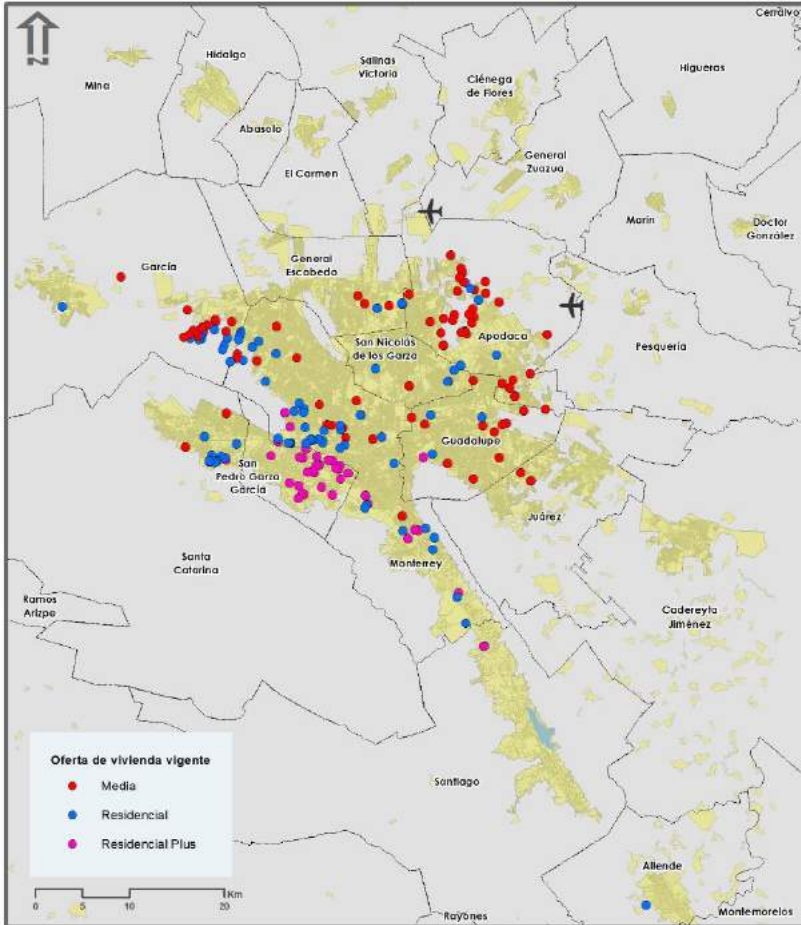 Cerralvo
N
Hidalgo
Salinas
Victoria
Mina
Ciénega
de Flores
Higueras
Abasolo
El Carmen
General
Zuazua
Marín
Doctor
González
García
General
Escobedo
Apodaca
Pesquería
San Nicolás
de los Garza
Guadalupe
San
Pedro Garza
García
Juárez
Santa
Catarina
Monterrey
Ramos
Arizpe
Cadereyta
Jiménez
Santiago
Oferta de vivienda vigente
Media
Residencial
Residencial Plus
Allende
Km
0 5 10 20
Rayones
Montemorelos